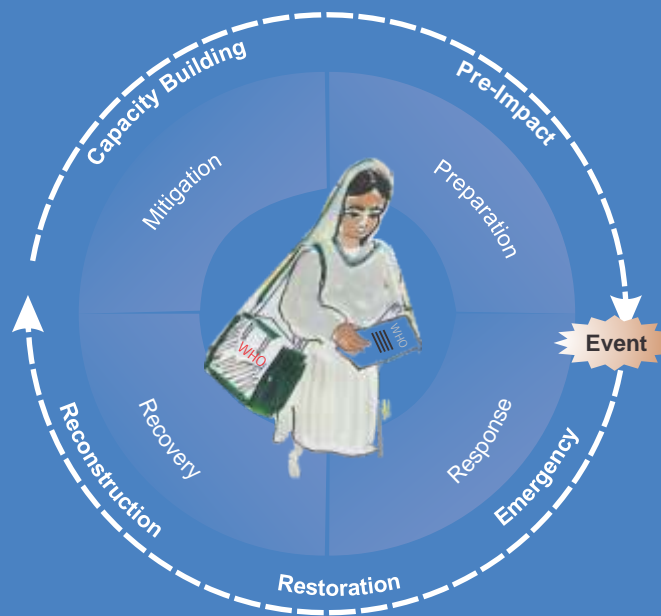 Capacity Building
Pre-Impact
Mitigation
Preparation
WHO
WHO
Event
Recovery
Response
Reconstruction
Emergency
Restoration